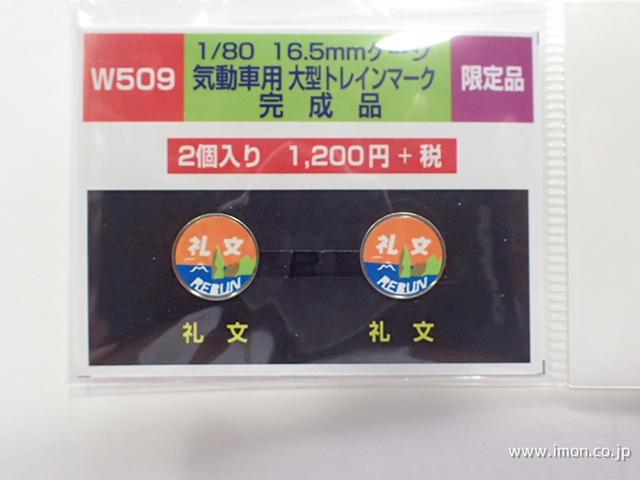 W509
1/80 16.5mmゲージ
気動車用 大型トレインマーク
完成品
限定品
2個入り 1,200円+税
礼文
REBUN
礼文
REBUN
礼文
礼文
www.imon.co.jp